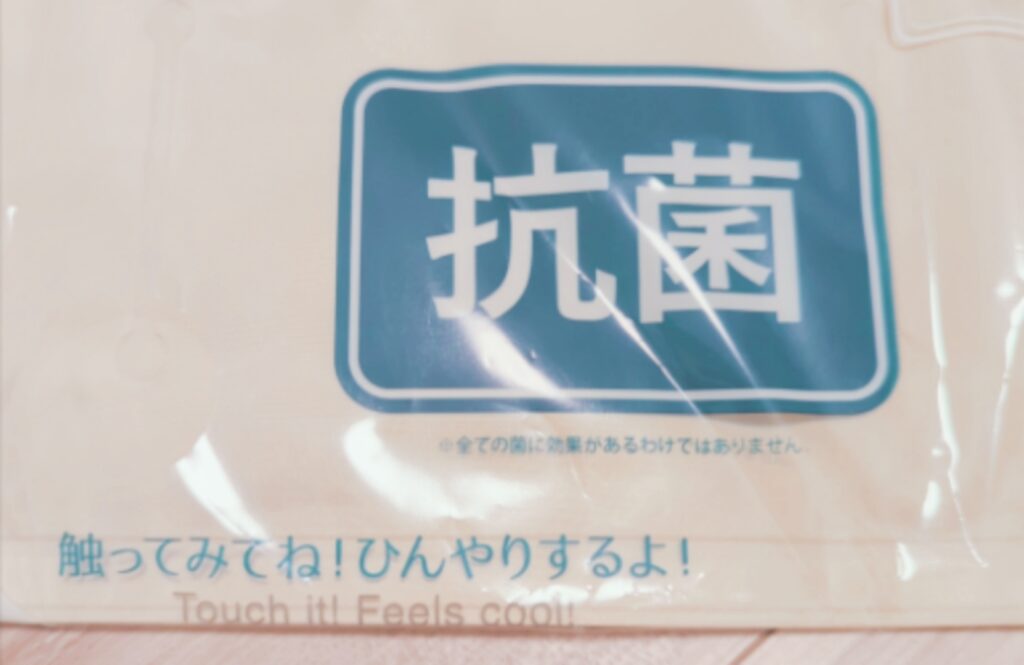 抗菌
※全ての菌に効果があるわけではありません。
触ってみてね！ひんやりするよ！
Touch it! Feels cool!